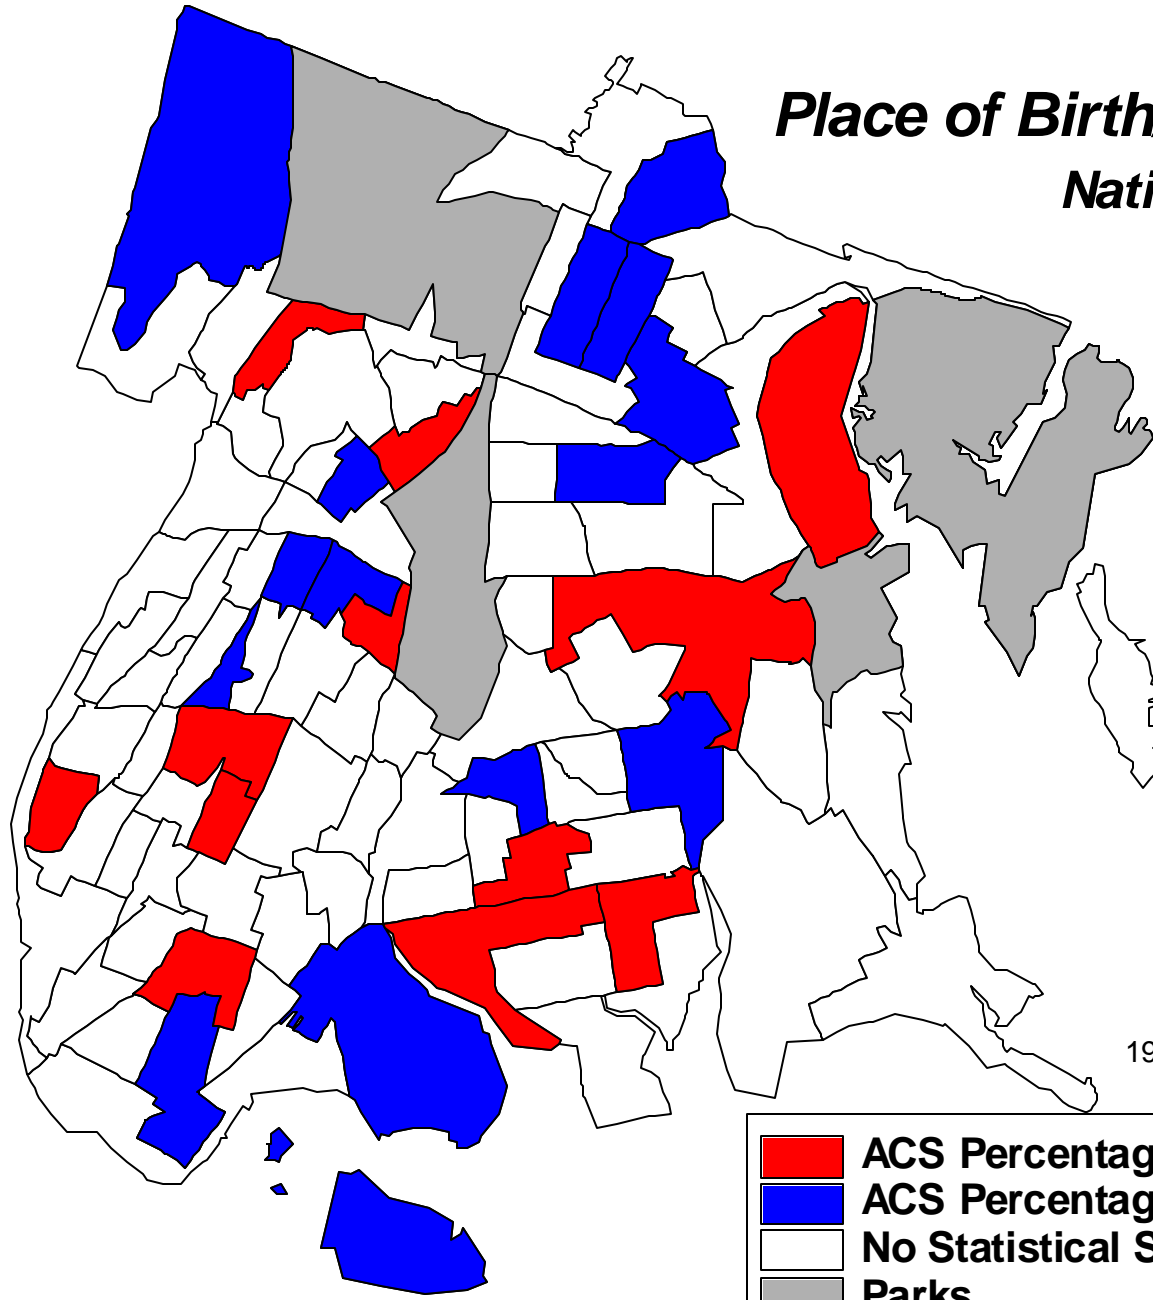 Place of Birth
Nati
19
ACS Percentag
ACS Percentag
No Statistical S
Parks